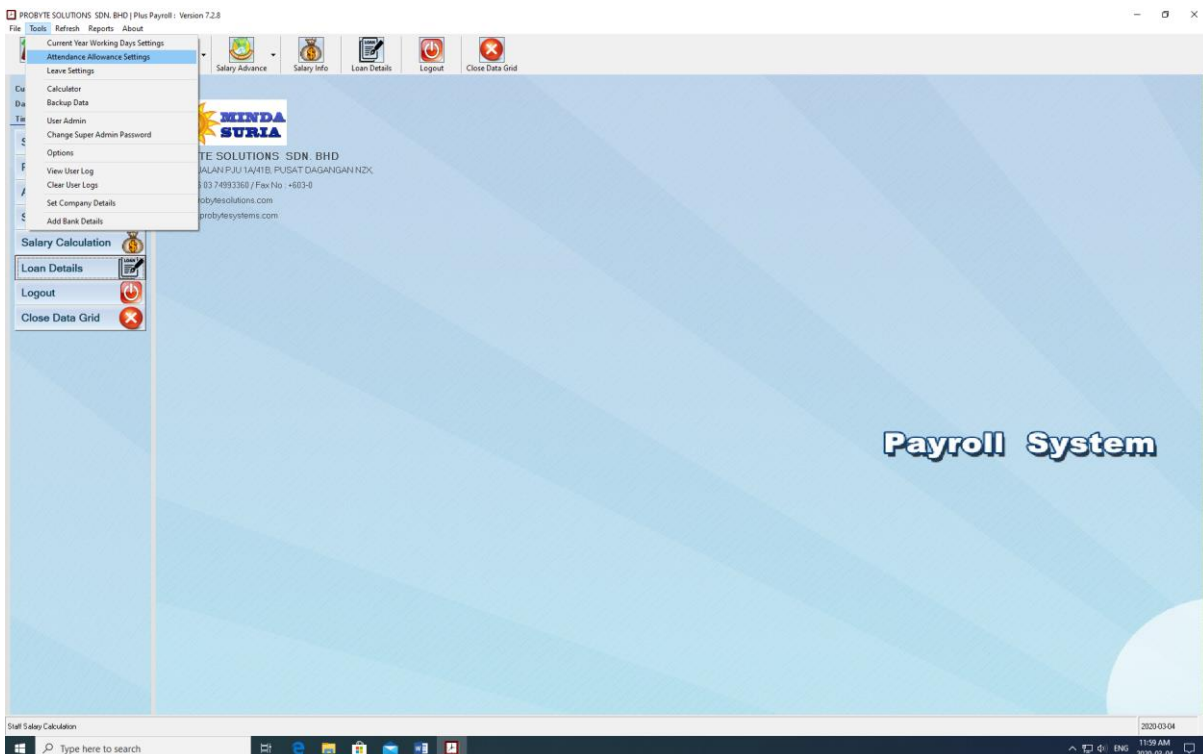 PROBYTE SOLUTIONS SDN. BHD | Plus Payroll : Version 7.2.8
File Tools Refresh Reports About
Current Year Working Days Settings
Attendance Allowance Settings
Leave Settings
Calculator
Backup Data
User Admin
Change Super Admin Password
Options
View User Log
Clear User Logs
Set Company Details
Add Bank Details
Salary Advance Salary Info Loan Details Logout Close Data Grid
MINDA
SURIA
TE SOLUTIONS SDN. BHD
JALAN PJU 1A/41B, PUSAT DAGANGAN NZX,
03 74993360 / Fax No : +603-0
robytesolutions.com
probytesystems.com
Salary Calculation
Loan Details
Logout
Close Data Grid
Payroll System
Staff Salary Calculation 2020-03-04
Type here to search ENG 11:59 AM
2020-03-04